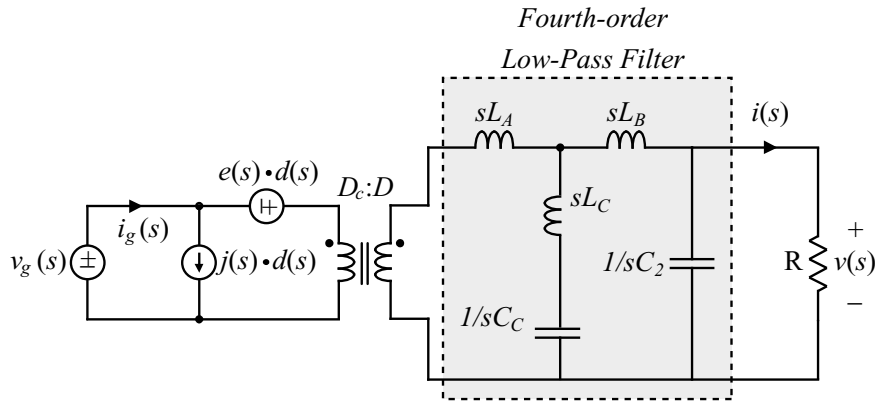 Fourth-order
Low-Pass Filter
sL_A
sL_B
i(s)
e(s)•d(s)
D_c:D
i_g(s)
sL_C
v_g(s)
±
j(s)•d(s)
1/sC_2
R
+
v(s)
−
1/sC_C